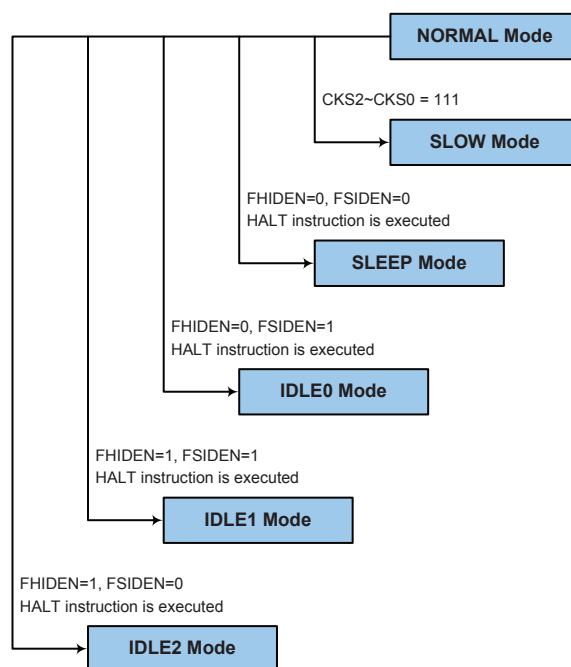 NORMAL Mode
CKS2~CKS0 = 111
SLOW Mode
FHIDEN=0, FSIDEN=0
HALT instruction is executed
SLEEP Mode
FHIDEN=0, FSIDEN=1
HALT instruction is executed
IDLE0 Mode
FHIDEN=1, FSIDEN=1
HALT instruction is executed
IDLE1 Mode
FHIDEN=1, FSIDEN=0
HALT instruction is executed
IDLE2 Mode